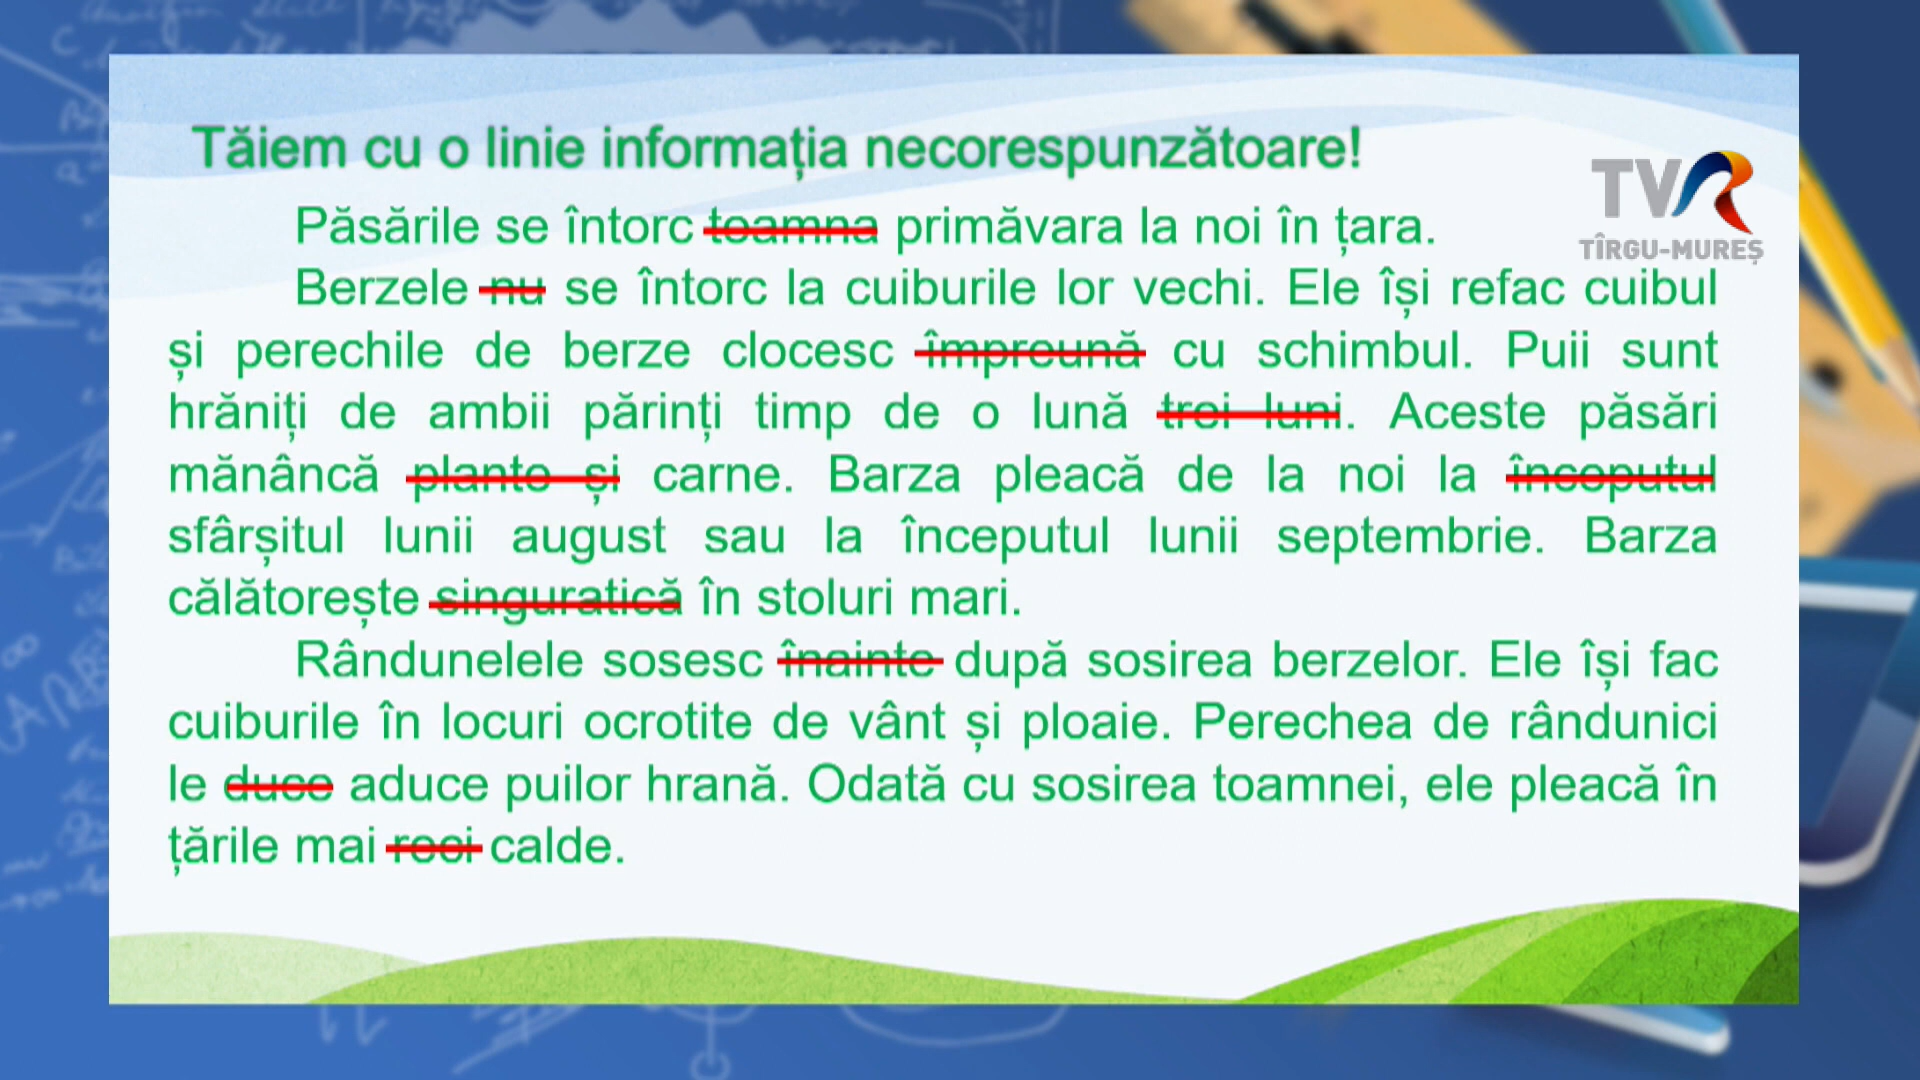 Tăiem cu o linie informația necorespunzătoare!
TVR
TÎRGU-MUREȘ
Păsările se întorc toamna primăvara la noi în țara.
Berzele nu se întorc la cuiburile lor vechi. Ele își refac cuibul
și perechile de berze clocesc împreună cu schimbul. Puii sunt
hrăniți de ambii părinți timp de o lună trei luni. Aceste păsări
mănâncă plante și carne. Barza pleacă de la noi la începutul
sfârșitul lunii august sau la începutul lunii septembrie. Barza
călătorește singuratică în stoluri mari.
Rândunelele sosesc înainte după sosirea berzelor. Ele își fac
cuiburile în locuri ocrotite de vânt și ploaie. Perechea de rândunici
le duce aduce puilor hrană. Odată cu sosirea toamnei, ele pleacă în
țările mai reci calde.